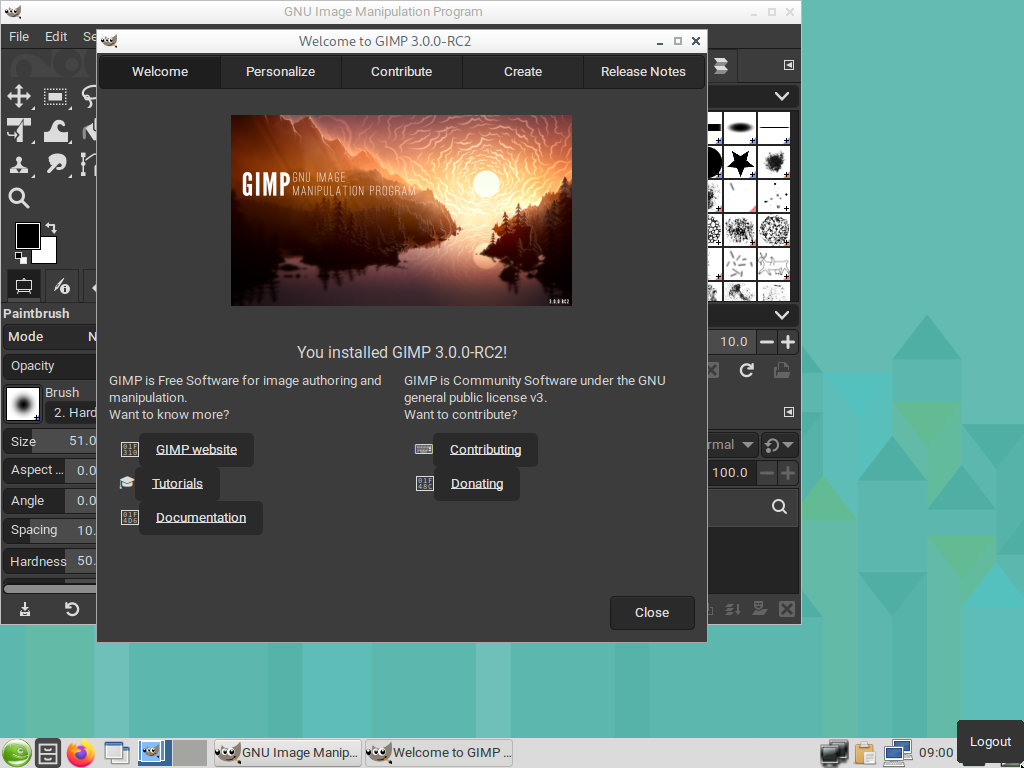 GNU Image Manipulation Program
File Edit Se
Welcome to GIMP 3.0.0-RC2
Welcome
Personalize
Contribute
Create
Release Notes
GIMP GNU IMAGE
MANIPULATION PROGRAM
3.0.0 RC2
You installed GIMP 3.0.0-RC2!
GIMP is Free Software for image authoring and
manipulation.
Want to know more?
GIMP website
Tutorials
Documentation
GIMP is Community Software under the GNU
general public license v3.
Want to contribute?
Contributing
Donating
Close
Paintbrush
Mode N
Opacity
Brush
2. Hard
Size 51.0
Aspect ... 0.0
Angle 0.0
Spacing 10.
Hardness 50.
10.0
rmal
100.0
GNU Image Manip...
Welcome to GIMP ...
09:00
Logout